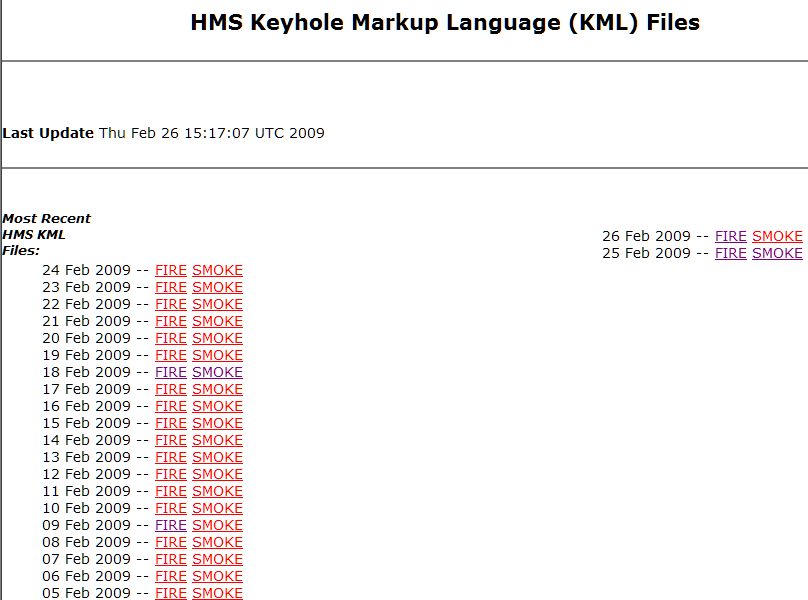 HMS Keyhole Markup Language (KML) Files
Last Update Thu Feb 26 15:17:07 UTC 2009
Most Recent
HMS KML
Files:
26 Feb 2009 -- FIRE SMOKE
25 Feb 2009 -- FIRE SMOKE
24 Feb 2009 -- FIRE SMOKE
23 Feb 2009 -- FIRE SMOKE
22 Feb 2009 -- FIRE SMOKE
21 Feb 2009 -- FIRE SMOKE
20 Feb 2009 -- FIRE SMOKE
19 Feb 2009 -- FIRE SMOKE
18 Feb 2009 -- FIRE SMOKE
17 Feb 2009 -- FIRE SMOKE
16 Feb 2009 -- FIRE SMOKE
15 Feb 2009 -- FIRE SMOKE
14 Feb 2009 -- FIRE SMOKE
13 Feb 2009 -- FIRE SMOKE
12 Feb 2009 -- FIRE SMOKE
11 Feb 2009 -- FIRE SMOKE
10 Feb 2009 -- FIRE SMOKE
09 Feb 2009 -- FIRE SMOKE
08 Feb 2009 -- FIRE SMOKE
07 Feb 2009 -- FIRE SMOKE
06 Feb 2009 -- FIRE SMOKE
05 Feb 2009 -- FIRE SMOKE